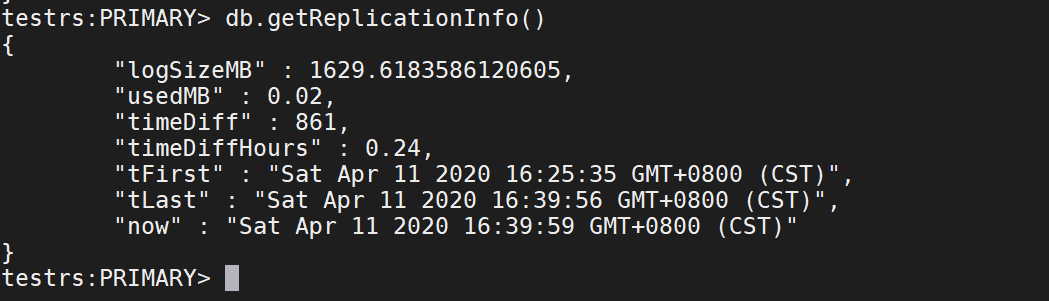 testrs:PRIMARY> db.getReplicationInfo()
{
        "logSizeMB" : 1629.6183586120605,
        "usedMB" : 0.02,
        "timeDiff" : 861,
        "timeDiffHours" : 0.24,
        "tFirst" : "Sat Apr 11 2020 16:25:35 GMT+0800 (CST)",
        "tLast" : "Sat Apr 11 2020 16:39:56 GMT+0800 (CST)",
        "now" : "Sat Apr 11 2020 16:39:59 GMT+0800 (CST)"
}
testrs:PRIMARY>